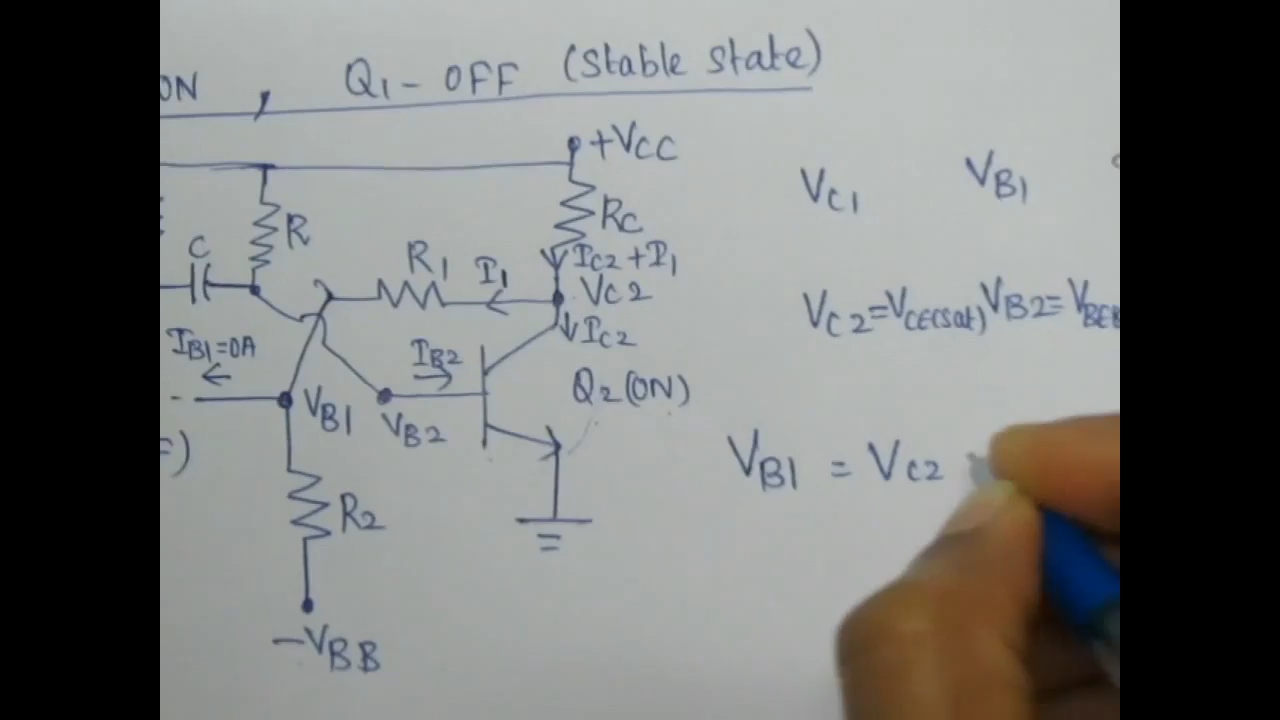 ON , Q1 - OFF (Stable State)
+VCC
VC1 VB1
R RC
C R1 I1 IC2 + I1
VC2
VC2 = VCE(sat) VB2 = VBE
IC2
IB1=0A IB2
Q2 (ON)
VB1 VB2
VB1 = VC2
R2
-VBB